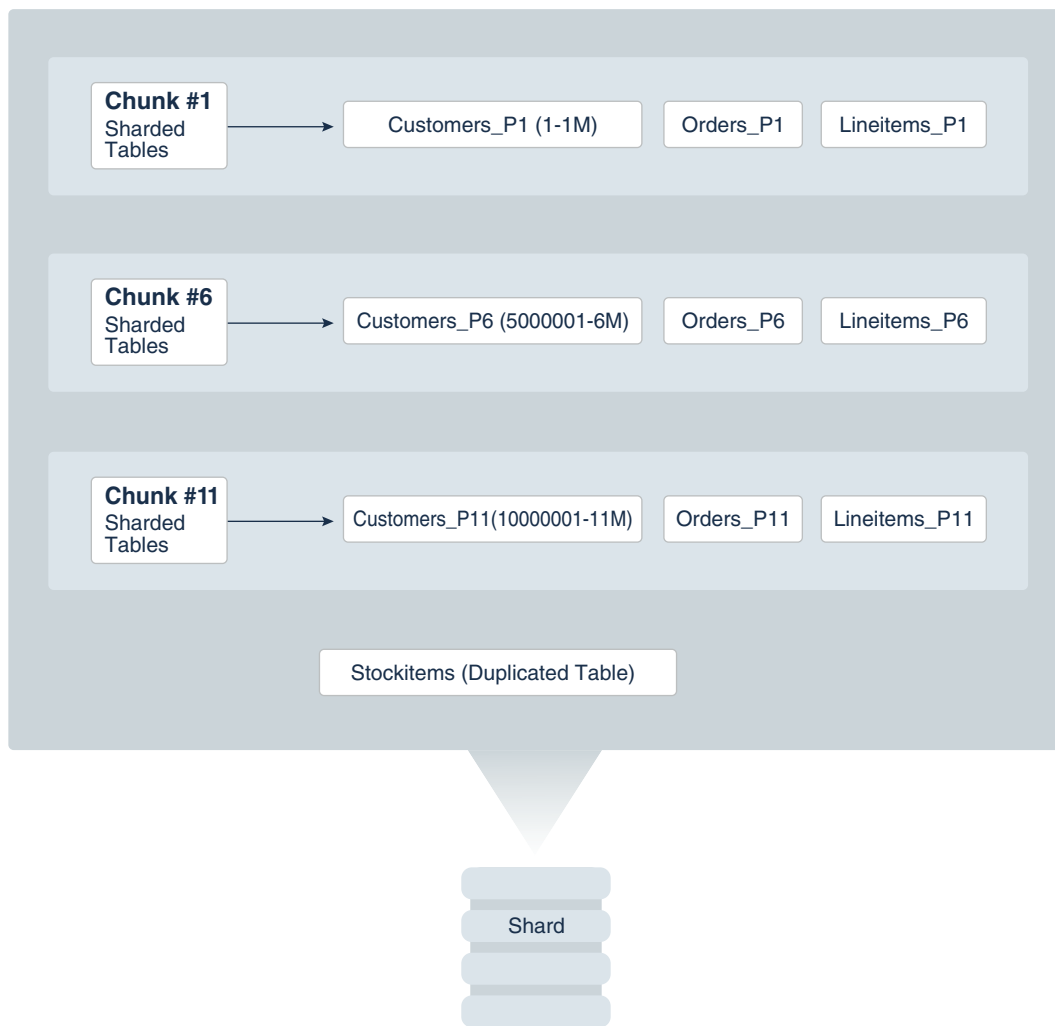 Chunk #1
Sharded
Tables
Customers_P1 (1-1M)
Orders_P1
Lineitems_P1
Chunk #6
Sharded
Tables
Customers_P6 (5000001-6M)
Orders_P6
Lineitems_P6
Chunk #11
Sharded
Tables
Customers_P11(10000001-11M)
Orders_P11
Lineitems_P11
Stockitems (Duplicated Table)
Shard